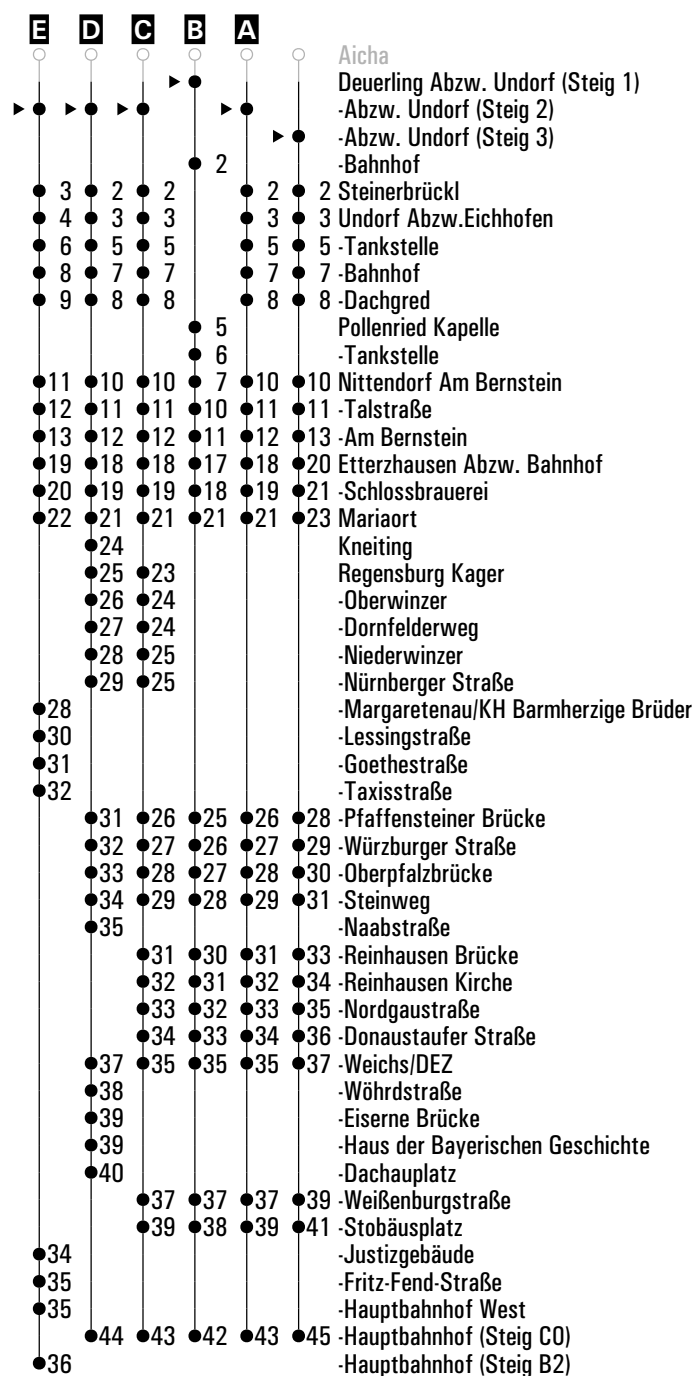 E D C B A
Aicha
Deuerling Abzw. Undorf (Steig 1)
-Abzw. Undorf (Steig 2)
-Abzw. Undorf (Steig 3)
2 -Bahnhof
3 2 2 2 2 Steinerbrückl
4 3 3 3 3 Undorf Abzw.Eichhofen
6 5 5 5 5 -Tankstelle
8 7 7 7 7 -Bahnhof
9 8 8 8 8 -Dachgred
5 Pollenried Kapelle
6 -Tankstelle
11 10 10 7 10 10 Nittendorf Am Bernstein
12 11 11 10 11 11 -Talstraße
13 12 12 11 12 13 -Am Bernstein
19 18 18 17 18 20 Etterzhausen Abzw. Bahnhof
20 19 19 18 19 21 -Schlossbrauerei
22 21 21 21 21 23 Mariaort
24 Kneiting
25 23 Regensburg Kager
26 24 -Oberwinzer
27 24 -Dornfelderweg
28 25 -Niederwinzer
29 25 -Nürnberger Straße
28 -Margaretenau/KH Barmherzige Brüder
30 -Lessingstraße
31 -Goethestraße
32 -Taxisstraße
31 26 25 26 28 -Pfaffensteiner Brücke
32 27 26 27 29 -Würzburger Straße
33 28 27 28 30 -Oberpfalzbrücke
34 29 28 29 31 -Steinweg
35 -Naabstraße
31 30 31 33 -Reinhausen Brücke
32 31 32 34 -Reinhausen Kirche
33 32 33 35 -Nordgaustraße
34 33 34 36 -Donaustaufer Straße
37 35 35 35 37 -Weichs/DEZ
38 -Wöhrdstraße
39 -Eiserne Brücke
39 -Haus der Bayerischen Geschichte
40 -Dachauplatz
37 37 37 39 -Weißenburgstraße
39 38 39 41 -Stobäusplatz
34 -Justizgebäude
35 -Fritz-Fend-Straße
35 -Hauptbahnhof West
44 43 42 43 45 -Hauptbahnhof (Steig C0)
36 -Hauptbahnhof (Steig B2)